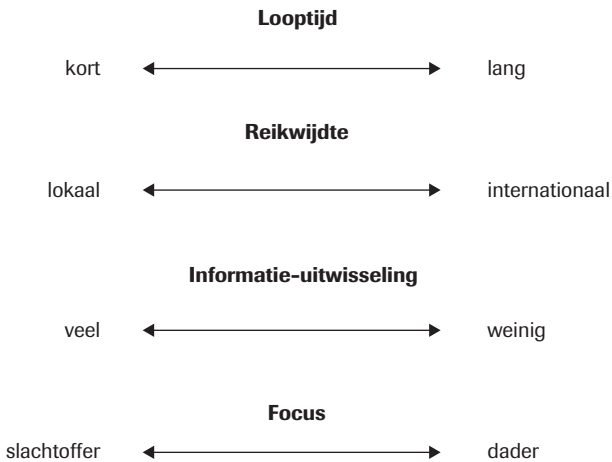 Looptijd
kort lang
Reikwijdte
lokaal internationaal
Informatie-uitwisseling
veel weinig
Focus
slachtoffer dader